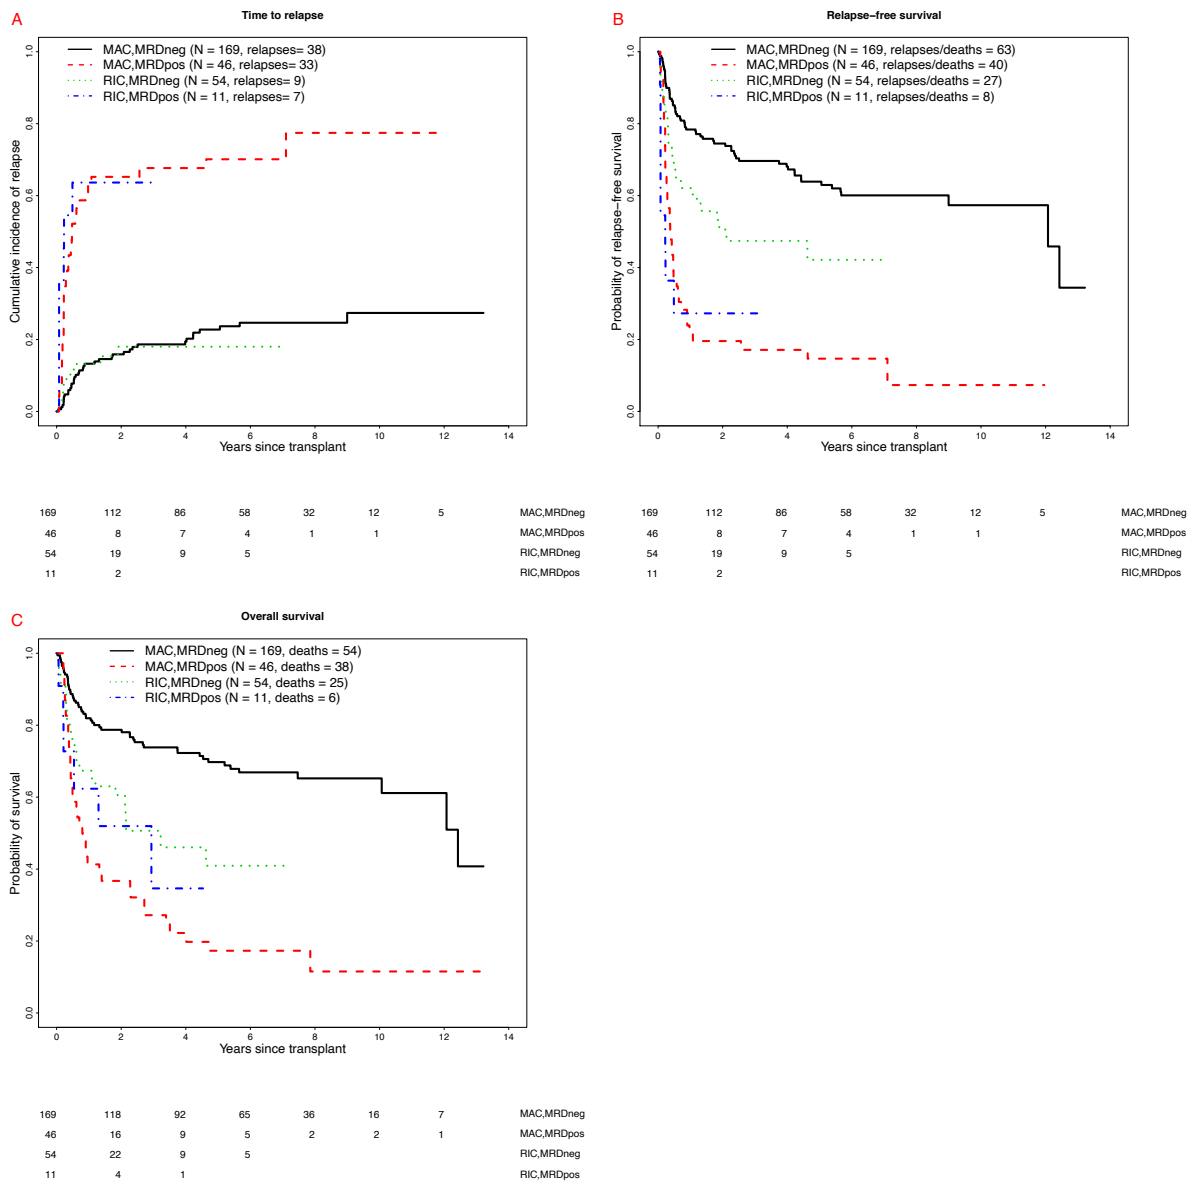 A
Time to relapse
MAC,MRDneg (N = 169, relapses= 38)
MAC,MRDpos (N = 46, relapses= 33)
RIC,MRDneg (N = 54, relapses= 9)
RIC,MRDpos (N = 11, relapses= 7)
Cumulative incidence of relapse
1.0
0.8
0.6
0.4
0.2
0.0
0 2 4 6 8 10 12 14
Years since transplant
169 112 86 58 32 12 5 MAC,MRDneg
46 8 7 4 1 1 MAC,MRDpos
54 19 9 5 RIC,MRDneg
11 2 RIC,MRDpos
B
Relapse−free survival
MAC,MRDneg (N = 169, relapses/deaths = 63)
MAC,MRDpos (N = 46, relapses/deaths = 40)
RIC,MRDneg (N = 54, relapses/deaths = 27)
RIC,MRDpos (N = 11, relapses/deaths = 8)
Probability of relapse−free survival
1.0
0.8
0.6
0.4
0.2
0.0
0 2 4 6 8 10 12 14
Years since transplant
169 112 86 58 32 12 5 MAC,MRDneg
46 8 7 4 1 1 MAC,MRDpos
54 19 9 5 RIC,MRDneg
11 2 RIC,MRDpos
C
Overall survival
MAC,MRDneg (N = 169, deaths = 54)
MAC,MRDpos (N = 46, deaths = 38)
RIC,MRDneg (N = 54, deaths = 25)
RIC,MRDpos (N = 11, deaths = 6)
Probability of survival
1.0
0.8
0.6
0.4
0.2
0.0
0 2 4 6 8 10 12 14
Years since transplant
169 118 92 65 36 16 7 MAC,MRDneg
46 16 9 5 2 2 1 MAC,MRDpos
54 22 9 5 RIC,MRDneg
11 4 1 RIC,MRDpos